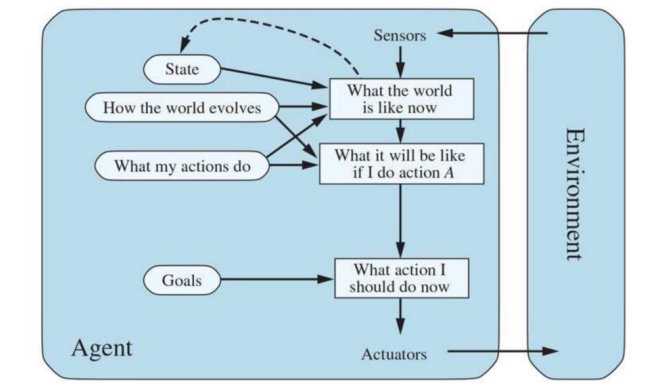 Sensors
State
What the world
is like now
How the world evolves
What it will be like
if I do action A
What my actions do
What action I
should do now
Goals
Agent
Actuators
Environment